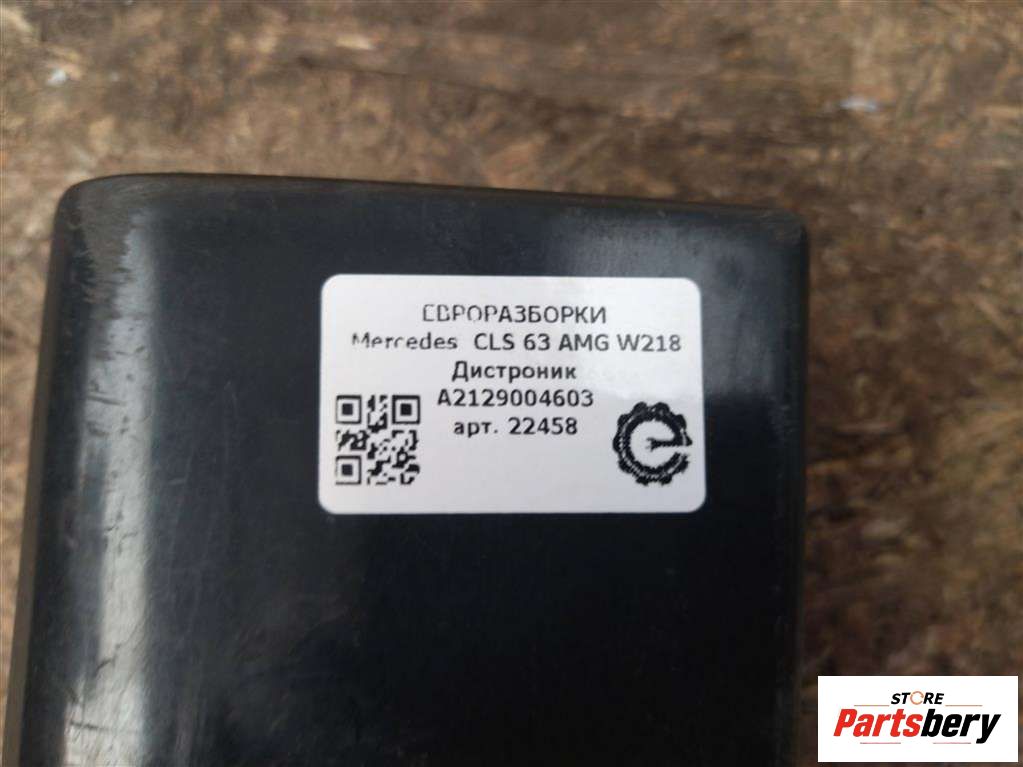 ЕВРОРАЗБОРКИ
Mercedes CLS 63 AMG W218
Дистроник
A2129004603
арт. 22458
STORE
Partsbery